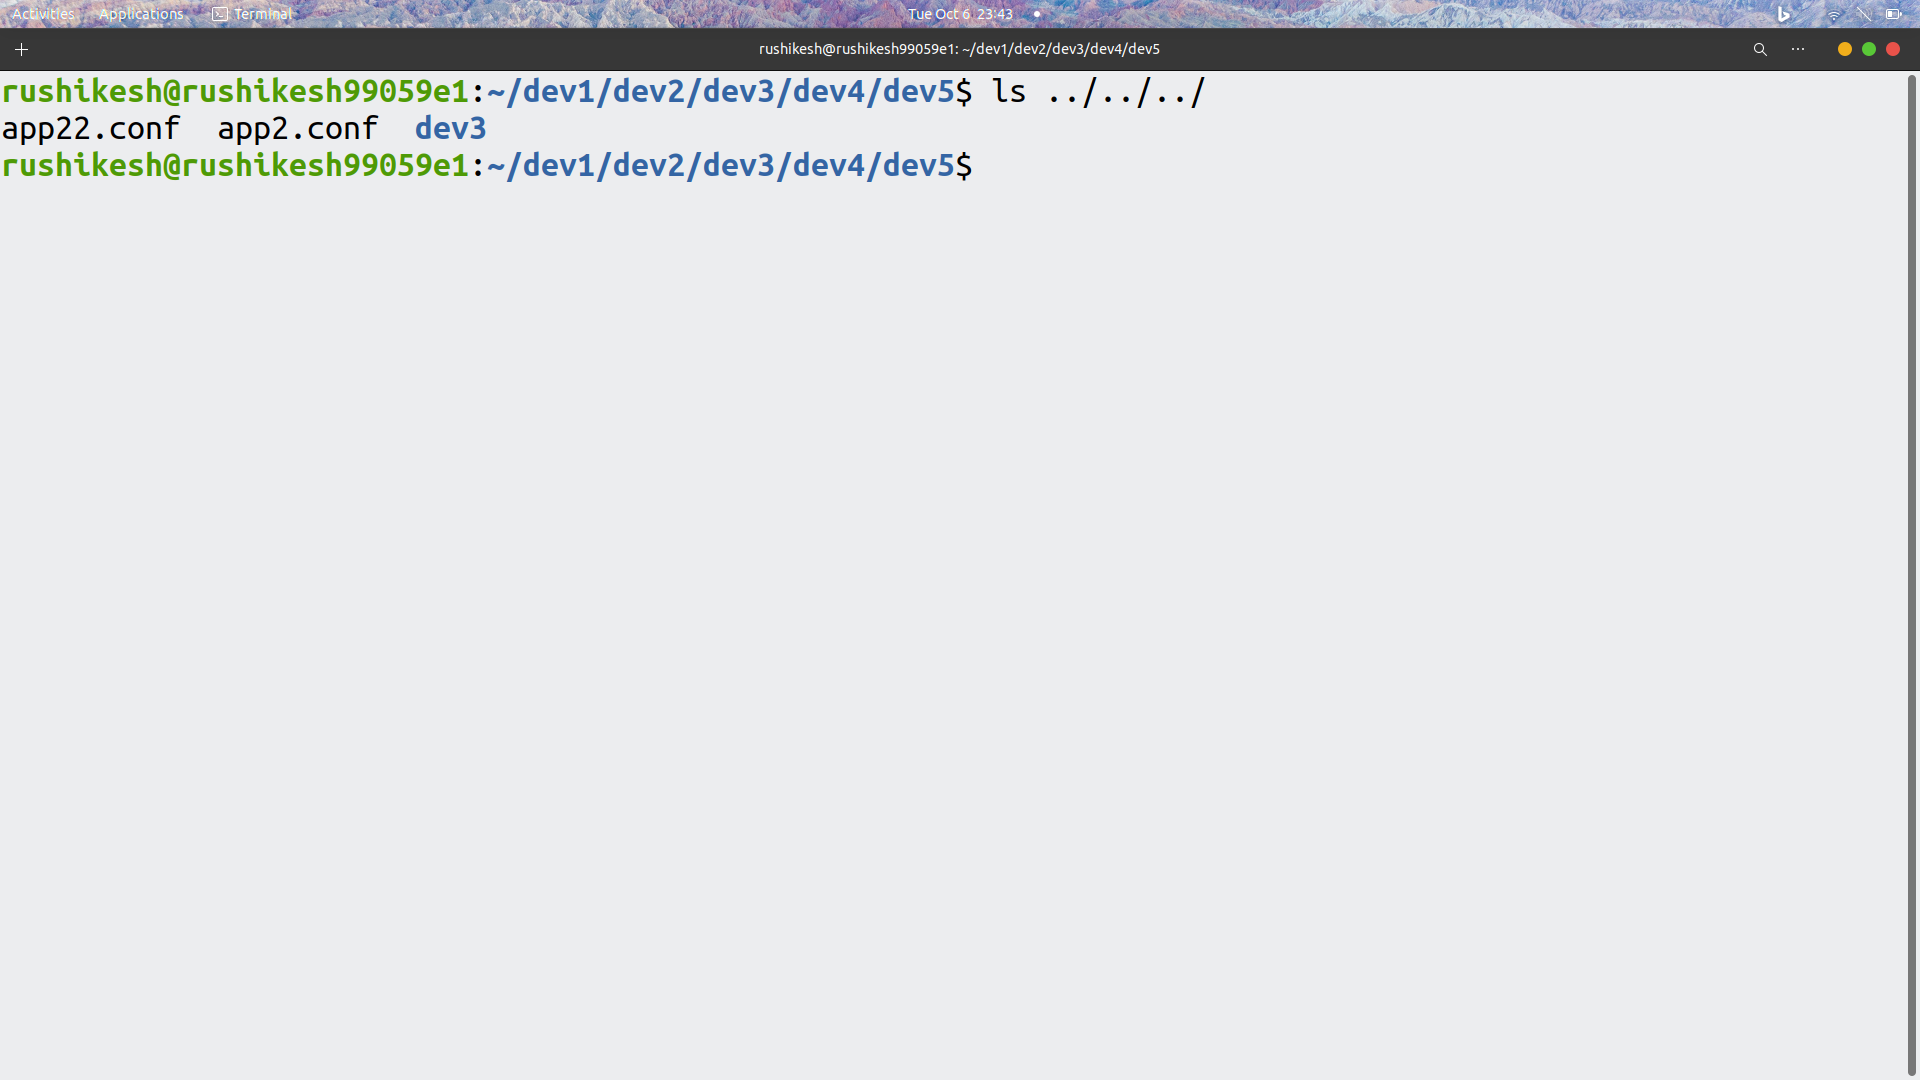 Activities Applications Terminal Tue Oct 6 23:43
rushikesh@rushikesh99059e1: ~/dev1/dev2/dev3/dev4/dev5
rushikesh@rushikesh99059e1:~/dev1/dev2/dev3/dev4/dev5$ ls ../../../
app22.conf app2.conf dev3
rushikesh@rushikesh99059e1:~/dev1/dev2/dev3/dev4/dev5$